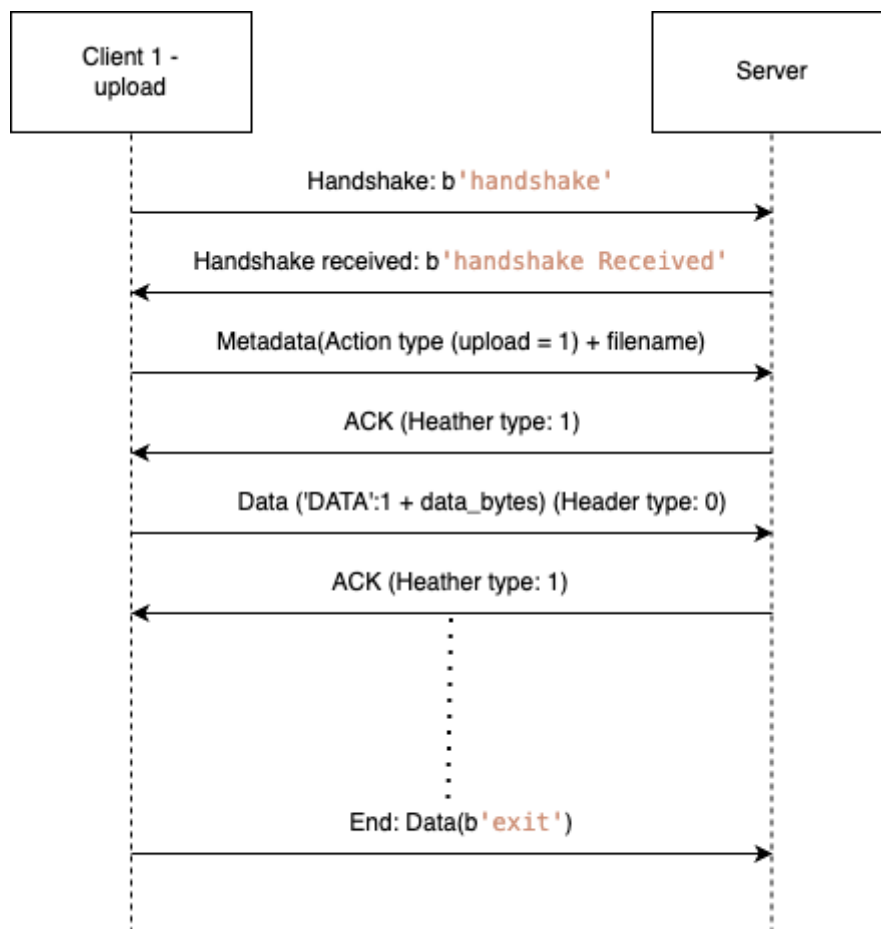 Client 1 -
upload
Server
Handshake: b'handshake'
Handshake received: b'handshake Received'
Metadata(Action type (upload = 1) + filename)
ACK (Heather type: 1)
Data ('DATA':1 + data_bytes) (Header type: 0)
ACK (Heather type: 1)
End: Data(b'exit')